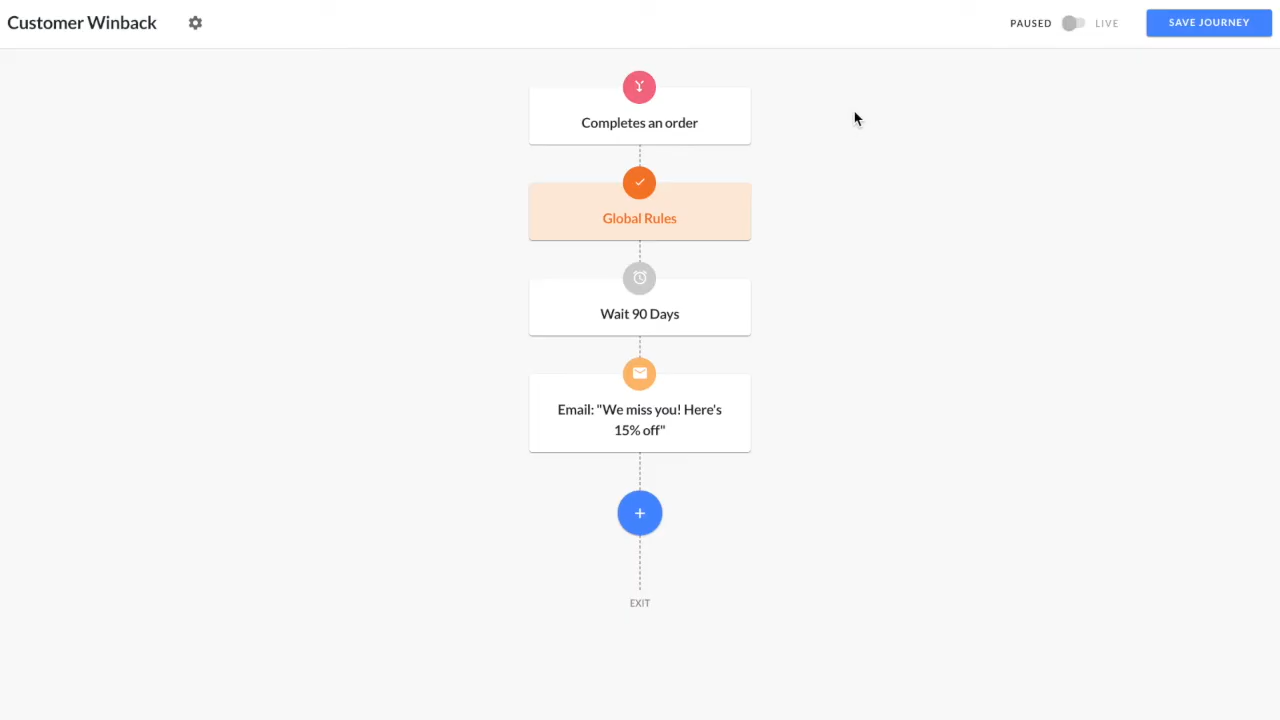 Customer Winback
PAUSED
LIVE
SAVE JOURNEY
Completes an order
Global Rules
Wait 90 Days
Email: "We miss you! Here's
15% off"
+
EXIT